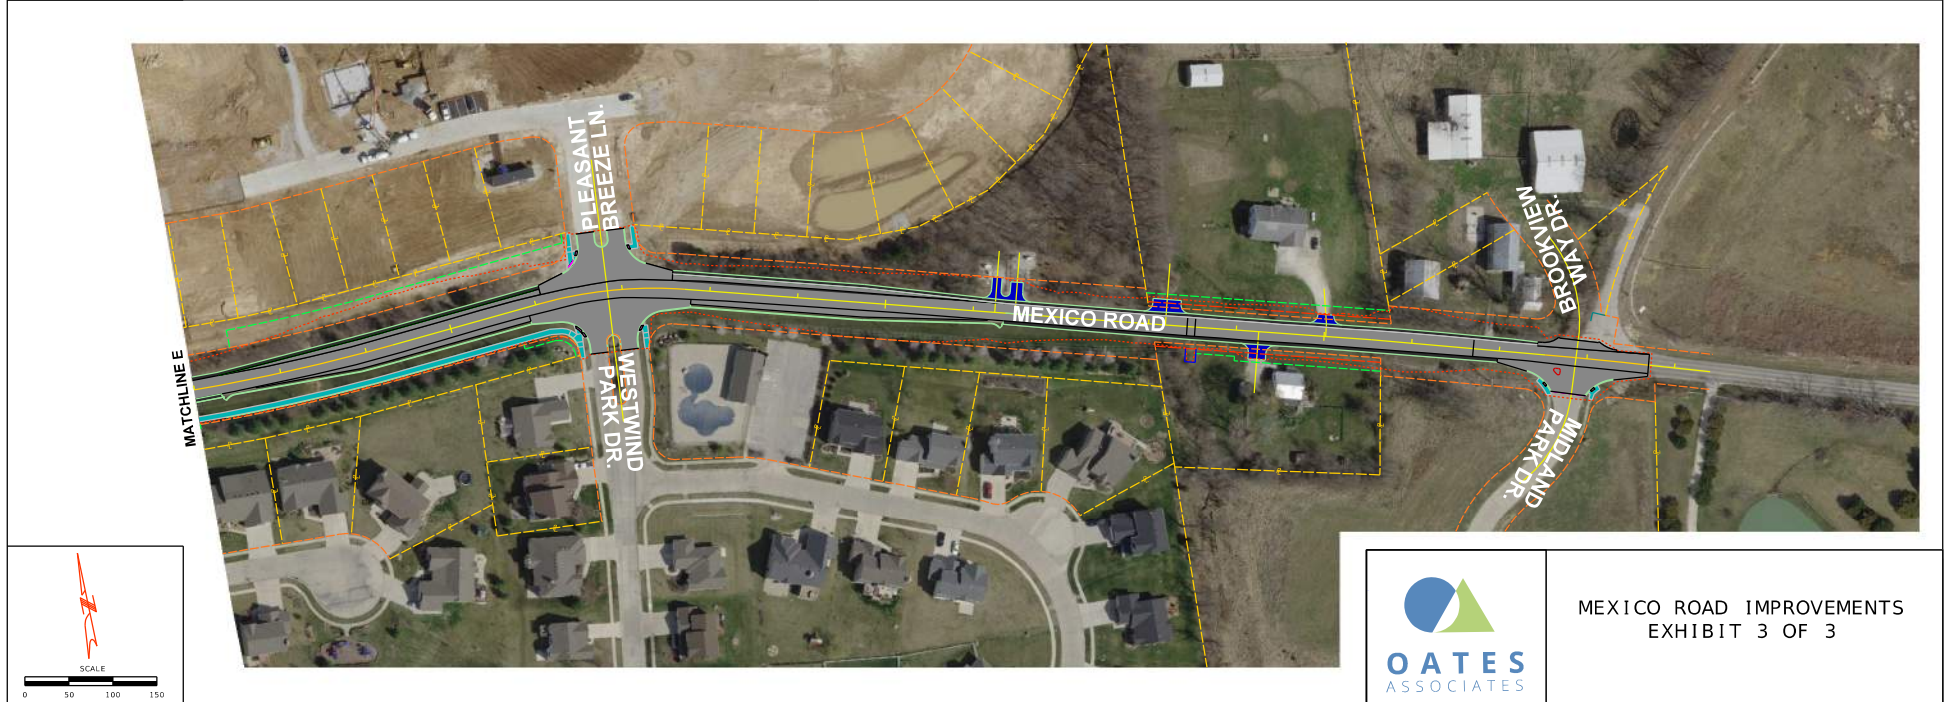 PLEASANT
BREEZE LN.
BROOKVIEW
WAY DR.
MEXICO ROAD
MATCHLINE E
WESTWIND
PARK DR.
MIDLAND
PARK DR.
SCALE
0 50 100 150
OATES
ASSOCIATES
MEXICO ROAD IMPROVEMENTS
EXHIBIT 3 OF 3